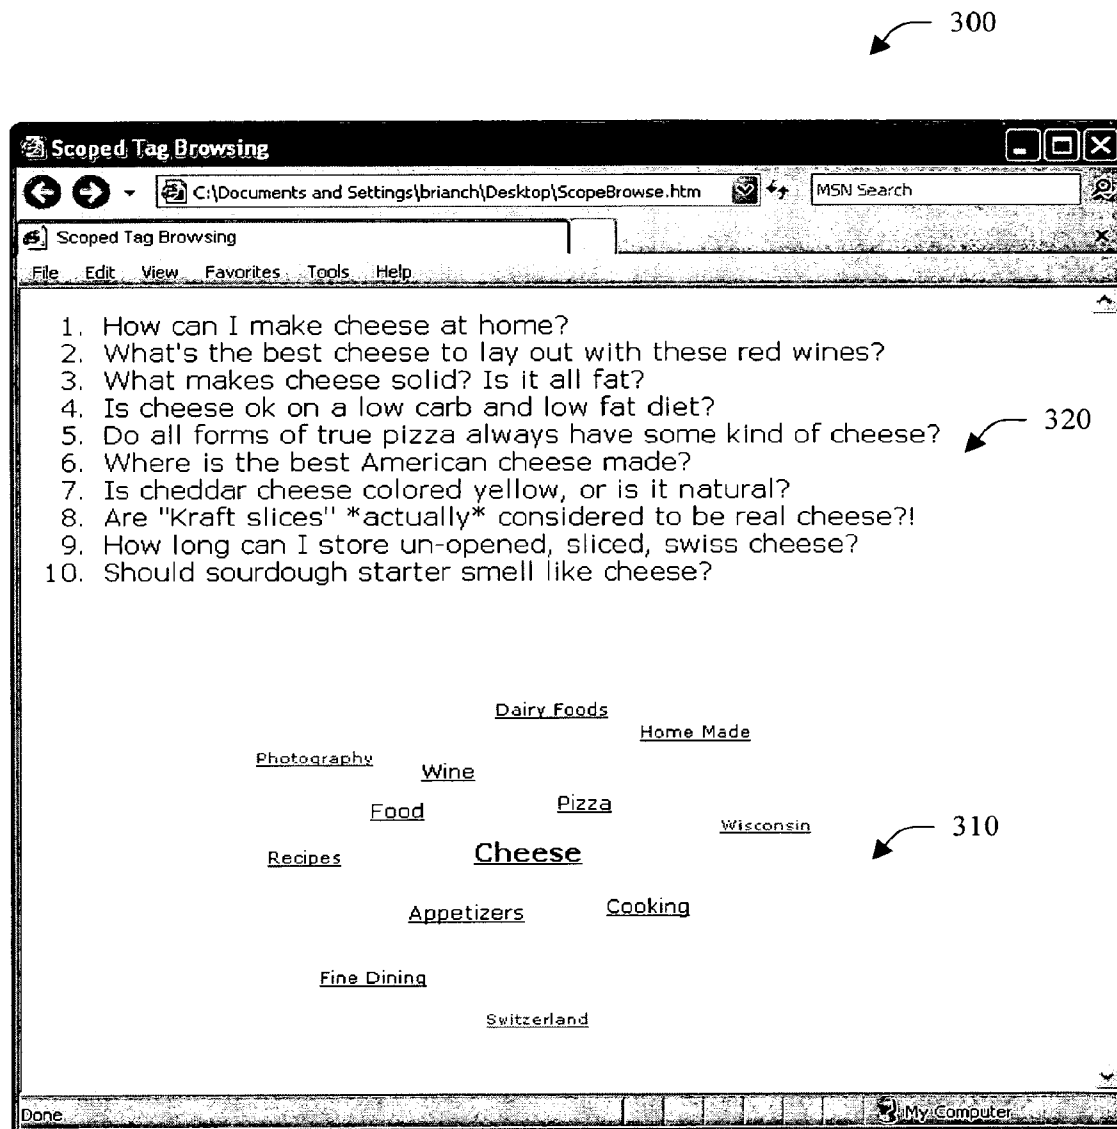 300
Scoped Tag Browsing
C:\Documents and Settings\brianch\Desktop\ScopeBrowse.htm MSN Search
Scoped Tag Browsing
File Edit View Favorites Tools Help
1. How can I make cheese at home?
2. What's the best cheese to lay out with these red wines?
3. What makes cheese solid? Is it all fat?
4. Is cheese ok on a low carb and low fat diet?
5. Do all forms of true pizza always have some kind of cheese?
320
6. Where is the best American cheese made?
7. Is cheddar cheese colored yellow, or is it natural?
8. Are "Kraft slices" *actually* considered to be real cheese?!
9. How long can I store un-opened, sliced, swiss cheese?
10. Should sourdough starter smell like cheese?
Dairy Foods
Home Made
Photography
Wine
Food
Pizza
Wisconsin
310
Recipes
Cheese
Appetizers
Cooking
Fine Dining
Switzerland
Done My Computer